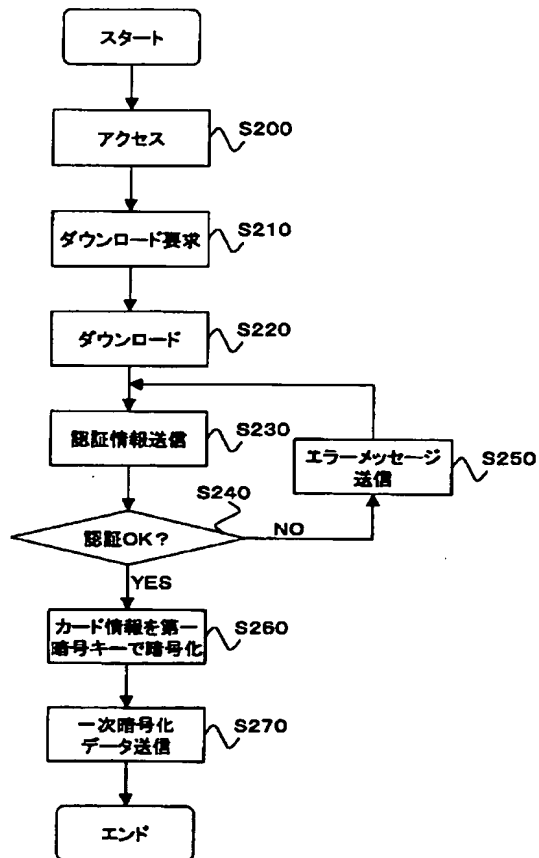 スタート
アクセス
S200
ダウンロード要求
S210
ダウンロード
S220
認証情報送信
S230
エラーメッセージ
送信
S250
S240
認証OK?
NO
YES
カード情報を第一
暗号キーで暗号化
S260
一次暗号化
データ送信
S270
エンド